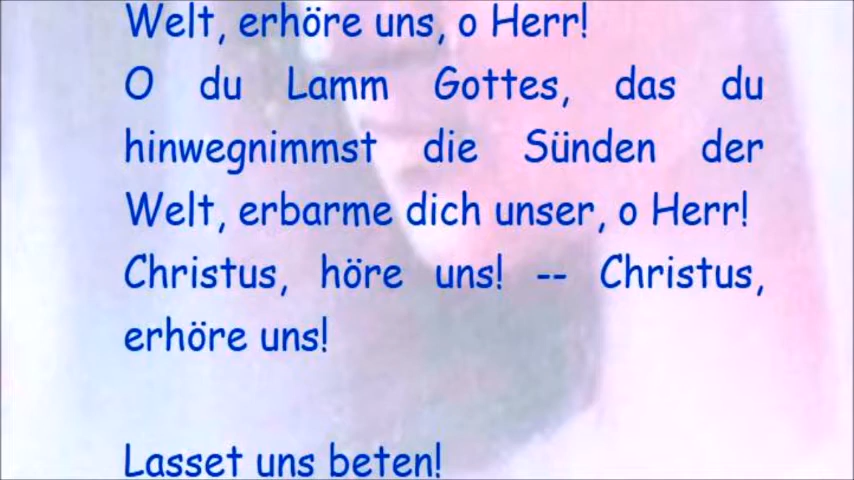 Welt, erhöre uns, o Herr!
O du Lamm Gottes, das du
hinwegnimmst die Sünden der
Welt, erbarme dich unser, o Herr!
Christus, höre uns! -- Christus,
erhöre uns!
Lasset uns beten!